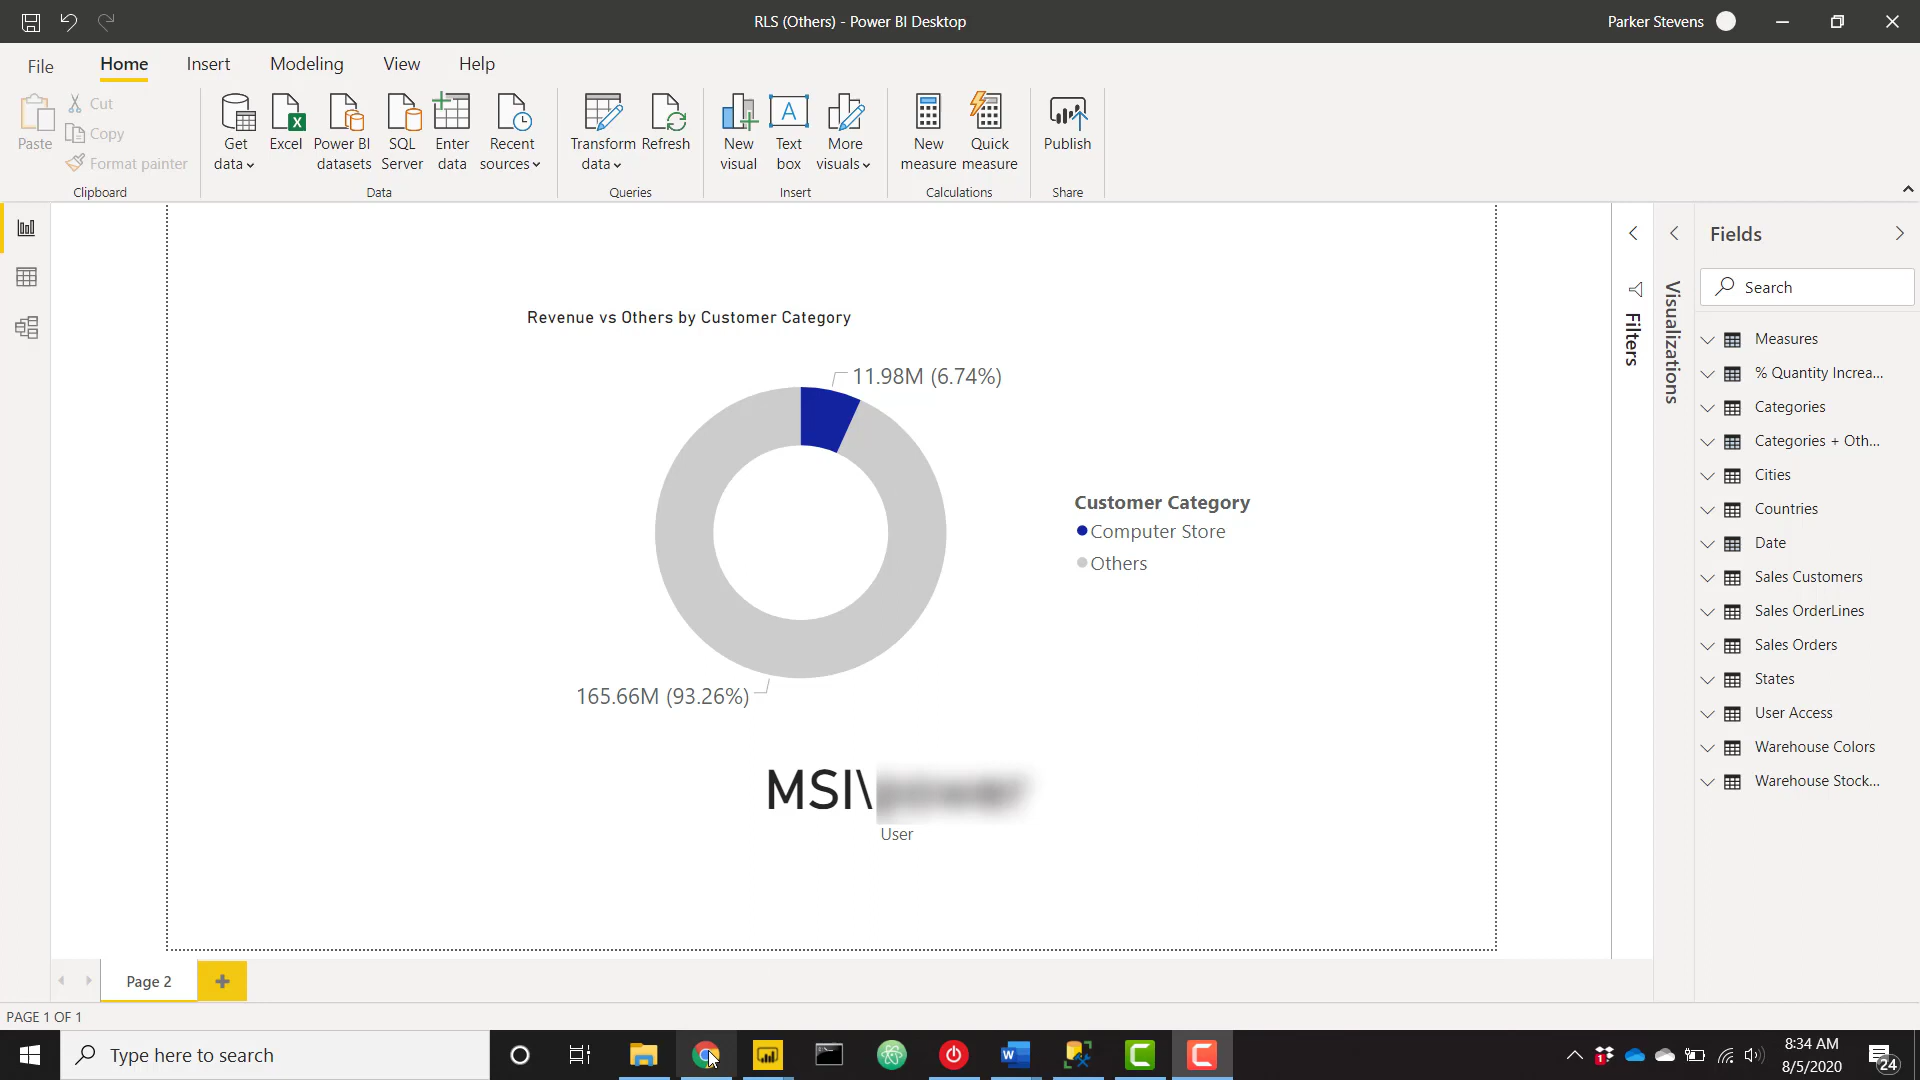 RLS (Others) - Power BI Desktop
Parker Stevens
File
Home
Insert
Modeling
View
Help
Paste
Cut
Copy
Format painter
Clipboard
Get data
Excel
Power BI datasets
SQL Server
Enter data
Recent sources
Data
Transform data
Refresh
Queries
New visual
Text box
More visuals
Insert
New measure
Quick measure
Calculations
Publish
Share
Revenue vs Others by Customer Category
11.98M (6.74%)
165.66M (93.26%)
Customer Category
Computer Store
Others
MSI\
User
Filters
Visualizations
Fields
Search
Measures
% Quantity Increa...
Categories
Categories + Oth...
Cities
Countries
Date
Sales Customers
Sales OrderLines
Sales Orders
States
User Access
Warehouse Colors
Warehouse Stock...
Page 2
PAGE 1 OF 1
Type here to search
8:34 AM
8/5/2020
24